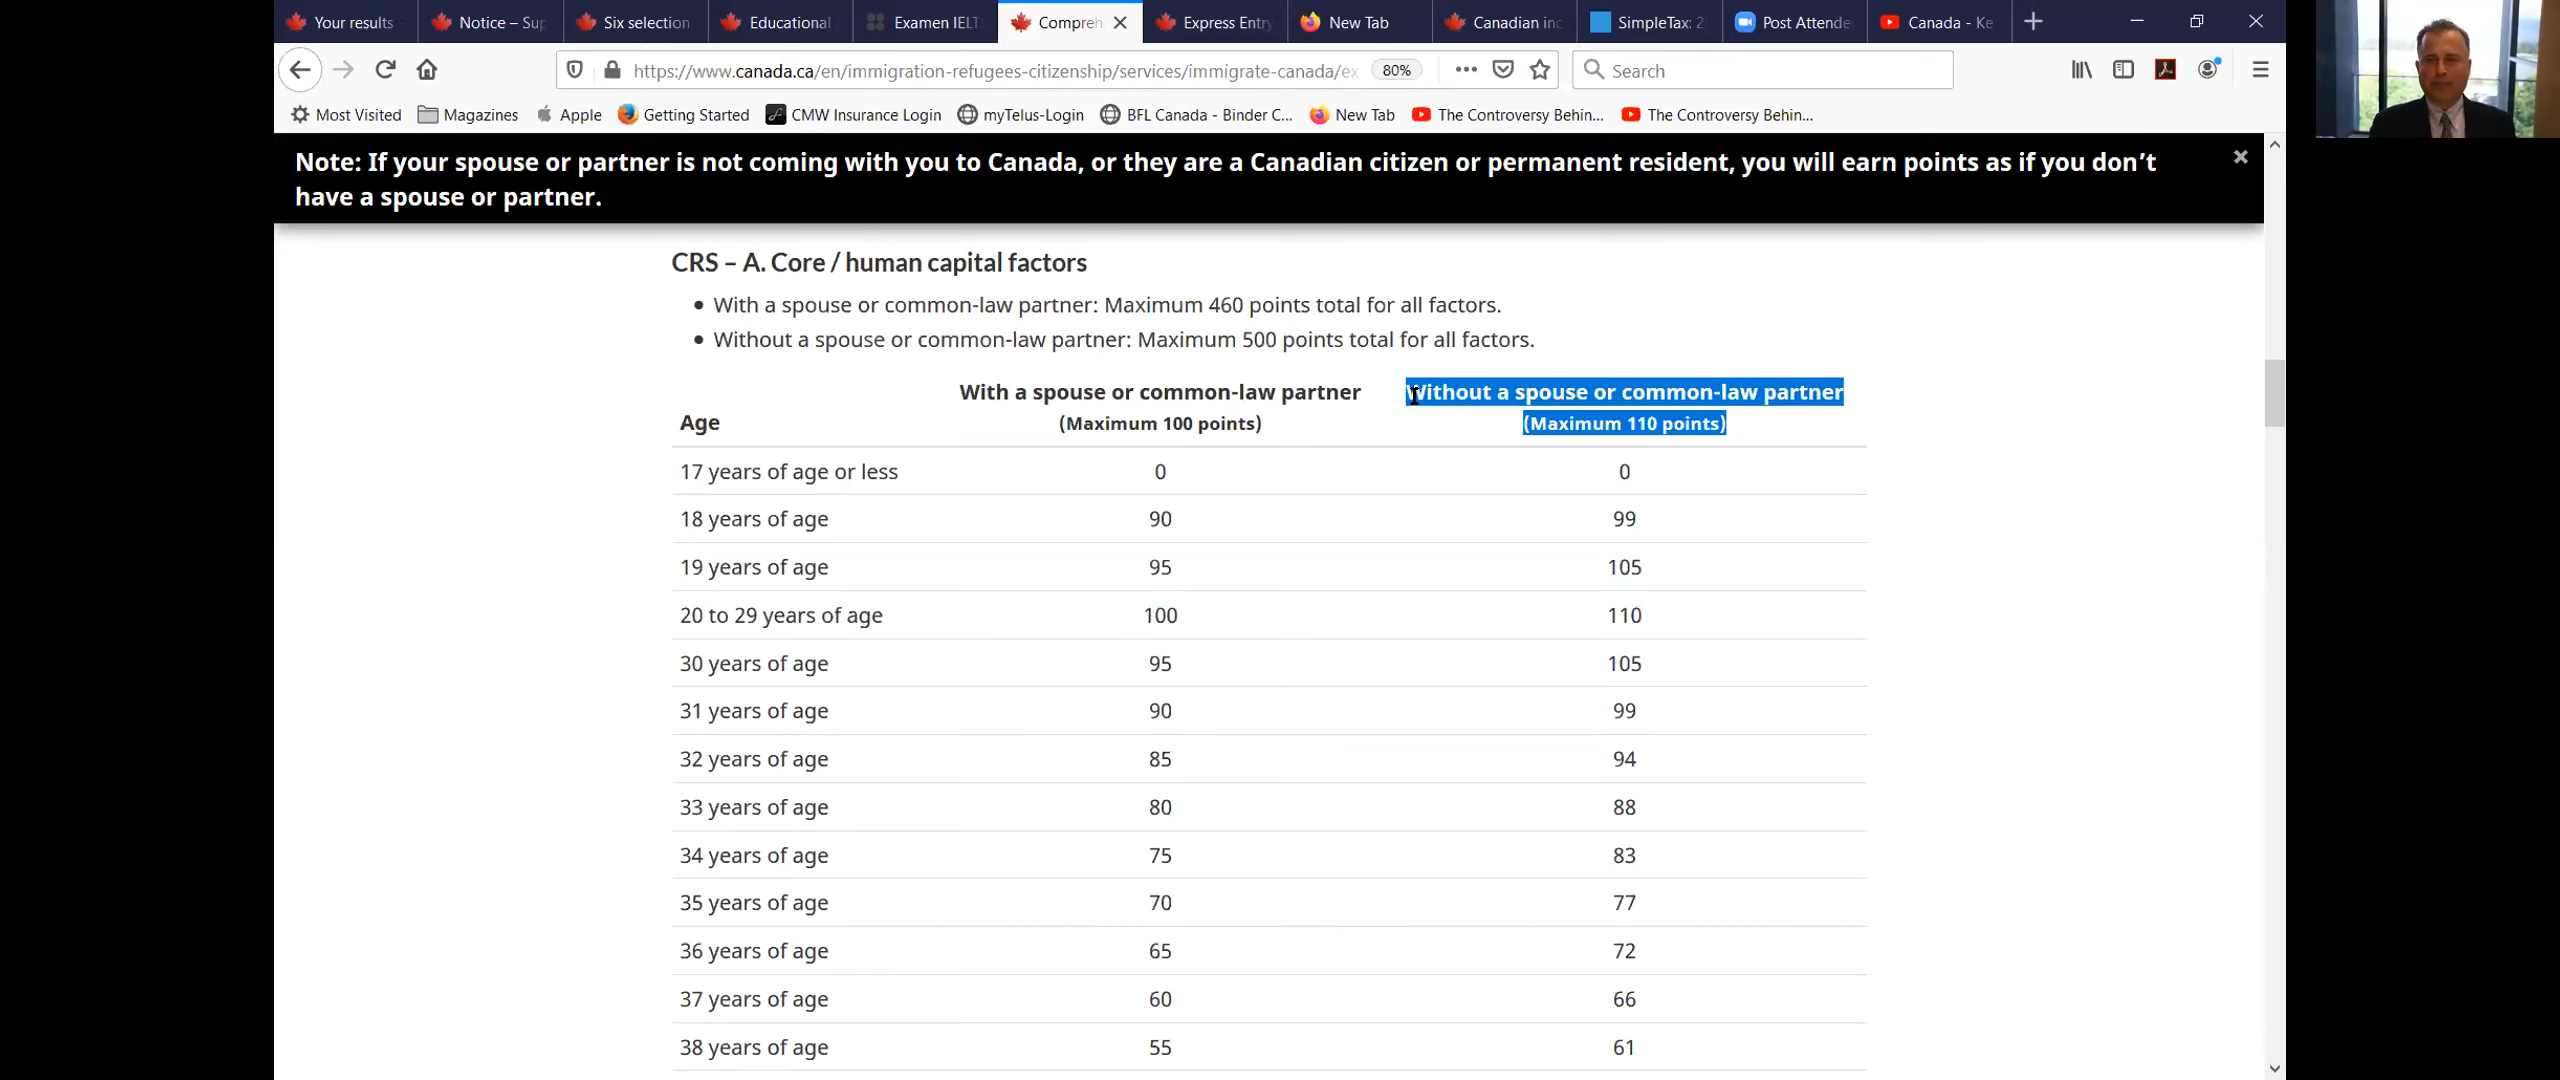 Your results
Notice – Sup
Six selection
Educational
Examen IELT
Compreh
Express Entry
New Tab
Canadian inc
SimpleTax: 2
Post Attende
Canada - Ke
https://www.canada.ca/en/immigration-refugees-citizenship/services/immigrate-canada/ex
80%
Search
Most Visited
Magazines
Apple
Getting Started
CMW Insurance Login
myTelus-Login
BFL Canada - Binder C...
New Tab
The Controversy Behin...
The Controversy Behin...
Note: If your spouse or partner is not coming with you to Canada, or they are a Canadian citizen or permanent resident, you will earn points as if you don’t
have a spouse or partner.
CRS – A. Core / human capital factors
With a spouse or common-law partner: Maximum 460 points total for all factors.
Without a spouse or common-law partner: Maximum 500 points total for all factors.
With a spouse or common-law partner Without a spouse or common-law partner
Age (Maximum 100 points) (Maximum 110 points)
17 years of age or less 0 0
18 years of age 90 99
19 years of age 95 105
20 to 29 years of age 100 110
30 years of age 95 105
31 years of age 90 99
32 years of age 85 94
33 years of age 80 88
34 years of age 75 83
35 years of age 70 77
36 years of age 65 72
37 years of age 60 66
38 years of age 55 61